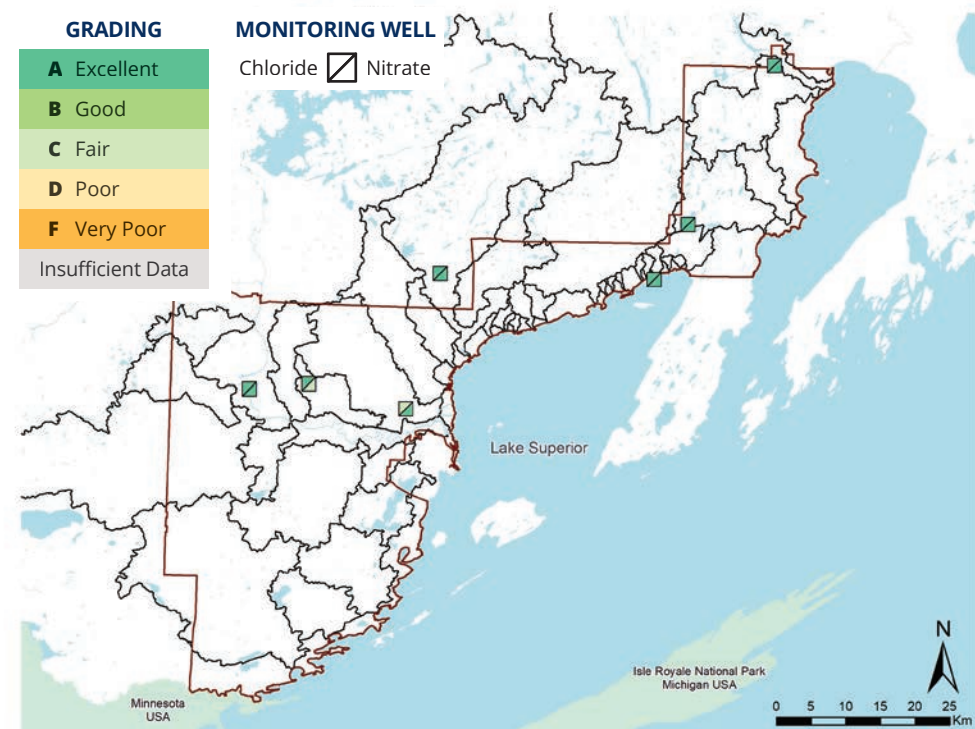 GRADING
A Excellent
B Good
C Fair
D Poor
F Very Poor
Insufficient Data
MONITORING WELL
Chloride Nitrate
Lake Superior
Isle Royale National Park
Michigan USA
Minnesota
USA
N
0 5 10 15 20 25
Km